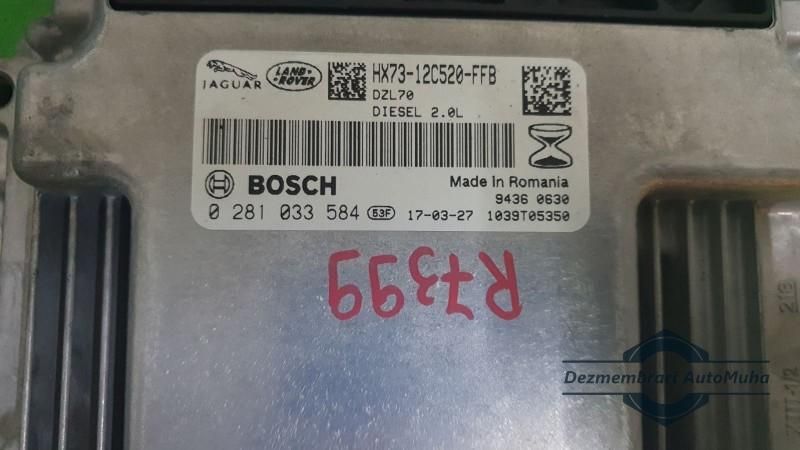 JAGUAR
LAND-
-ROVER
HX73-12C520-FFB
DZL70
DIESEL 2.0L
BOSCH
Made in Romania
9436 0630
0 281 033 584 53F 17-03-27 1039T05350
R7399
Dezmembrari AutoMuha